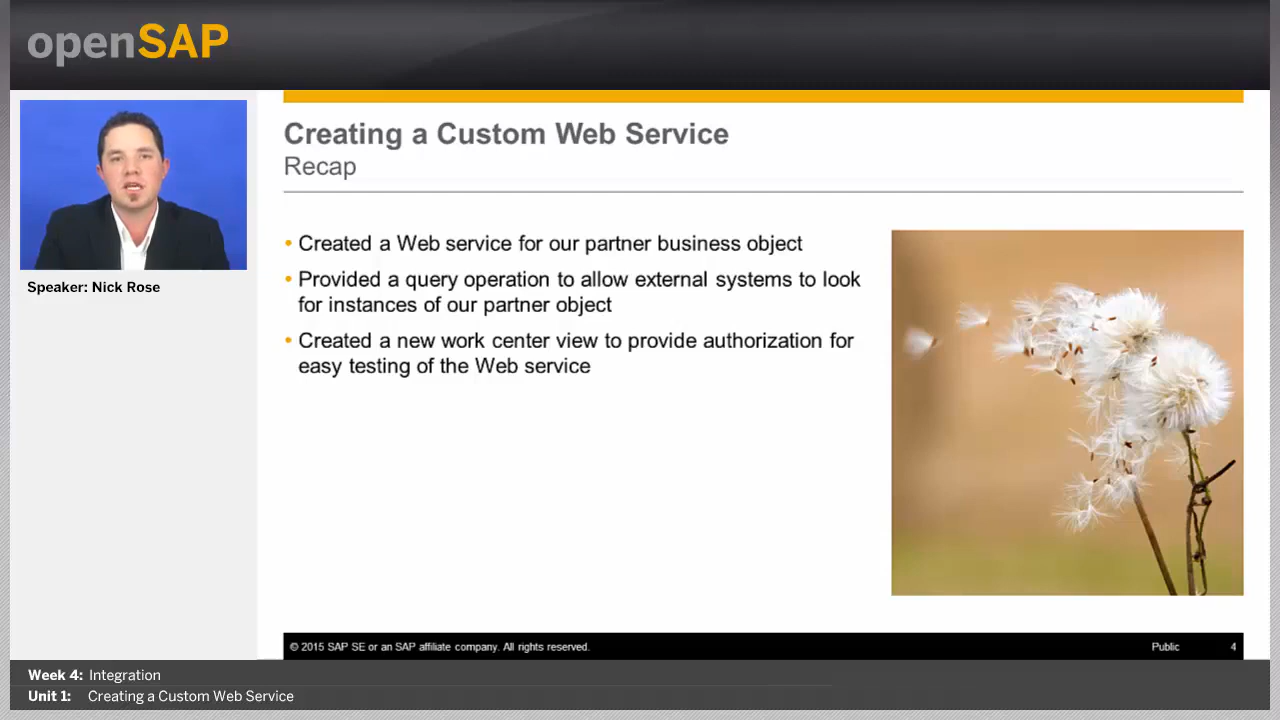 openSAP
Creating a Custom Web Service
Recap
• Created a Web service for our partner business object
• Provided a query operation to allow external systems to look
for instances of our partner object
• Created a new work center view to provide authorization for
easy testing of the Web service
Speaker: Nick Rose
© 2015 SAP SE or an SAP affiliate company. All rights reserved. Public 4
Week 4: Integration
Unit 1: Creating a Custom Web Service